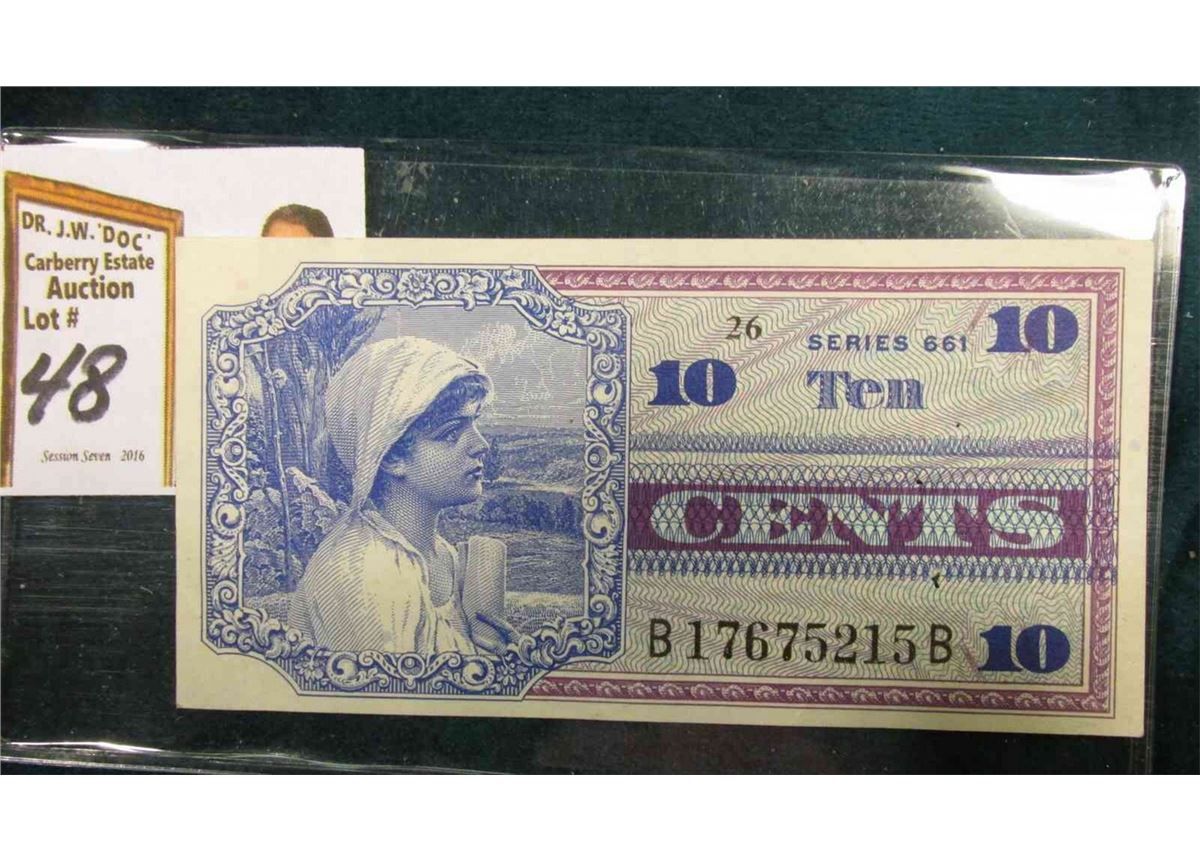 DR. J.W. 'DOC'
Carberry Estate
Auction
Lot #
48
Session Seven 2016
26
SERIES 661
10
10
Ten
CENTS
B17675215B
10